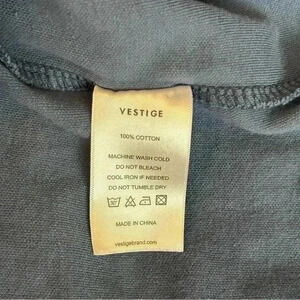 VESTIGE
100% COTTON
MACHINE WASH COLD
DO NOT BLEACH
COOL IRON IF NEEDED
DO NOT TUMBLE DRY
MADE IN CHINA
vestigebrand.com